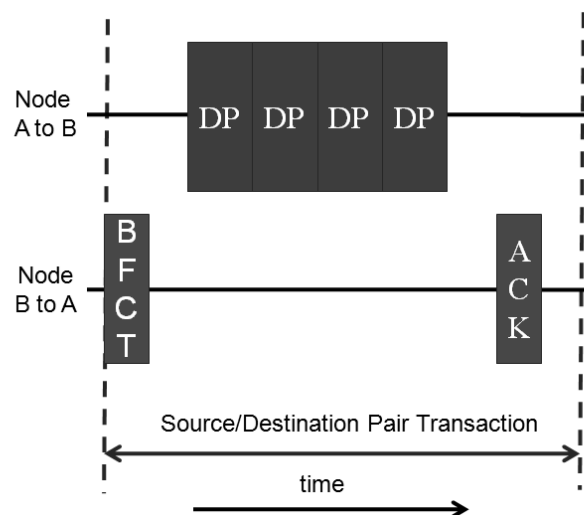 Node
A to B
DP DP DP DP
Node
B to A
B
F
C
T
A
C
K
Source/Destination Pair Transaction
time